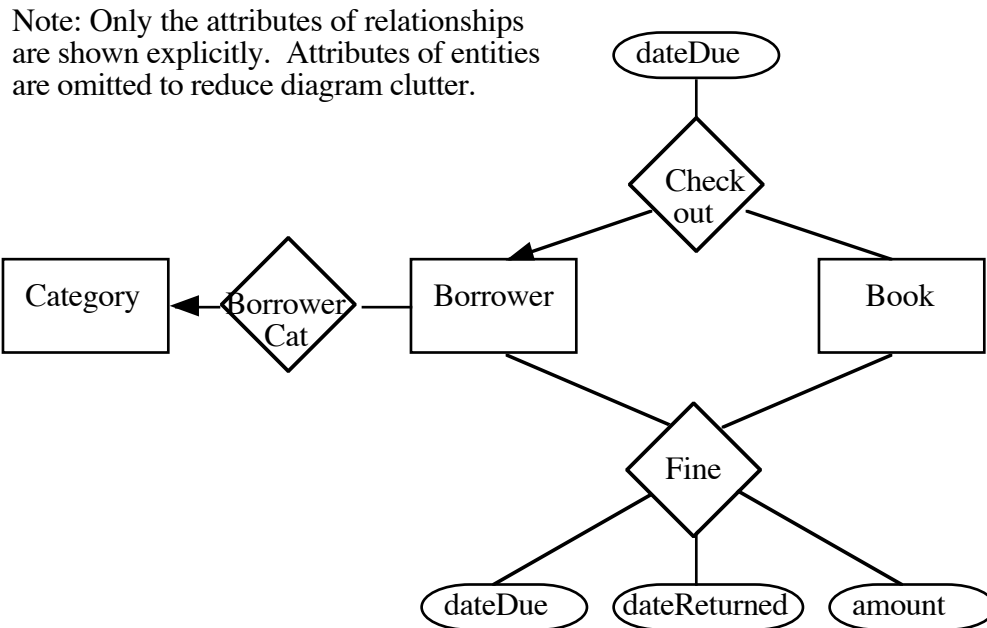 Note: Only the attributes of relationships
are shown explicitly.  Attributes of entities
are omitted to reduce diagram clutter.
dateDue
Check
out
Category
Borrower
Cat
Borrower
Book
Fine
dateDue
dateReturned
amount